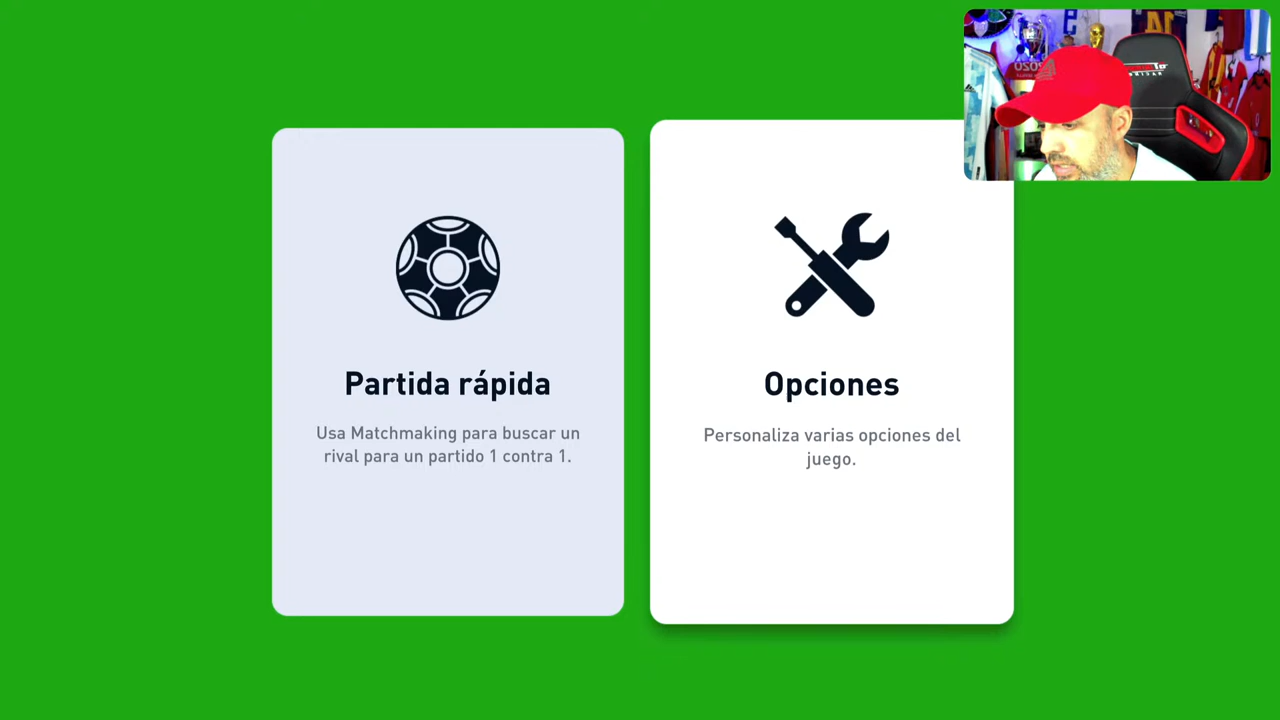 Partida rápida
Usa Matchmaking para buscar un
rival para un partido 1 contra 1.
Opciones
Personaliza varias opciones del
juego.